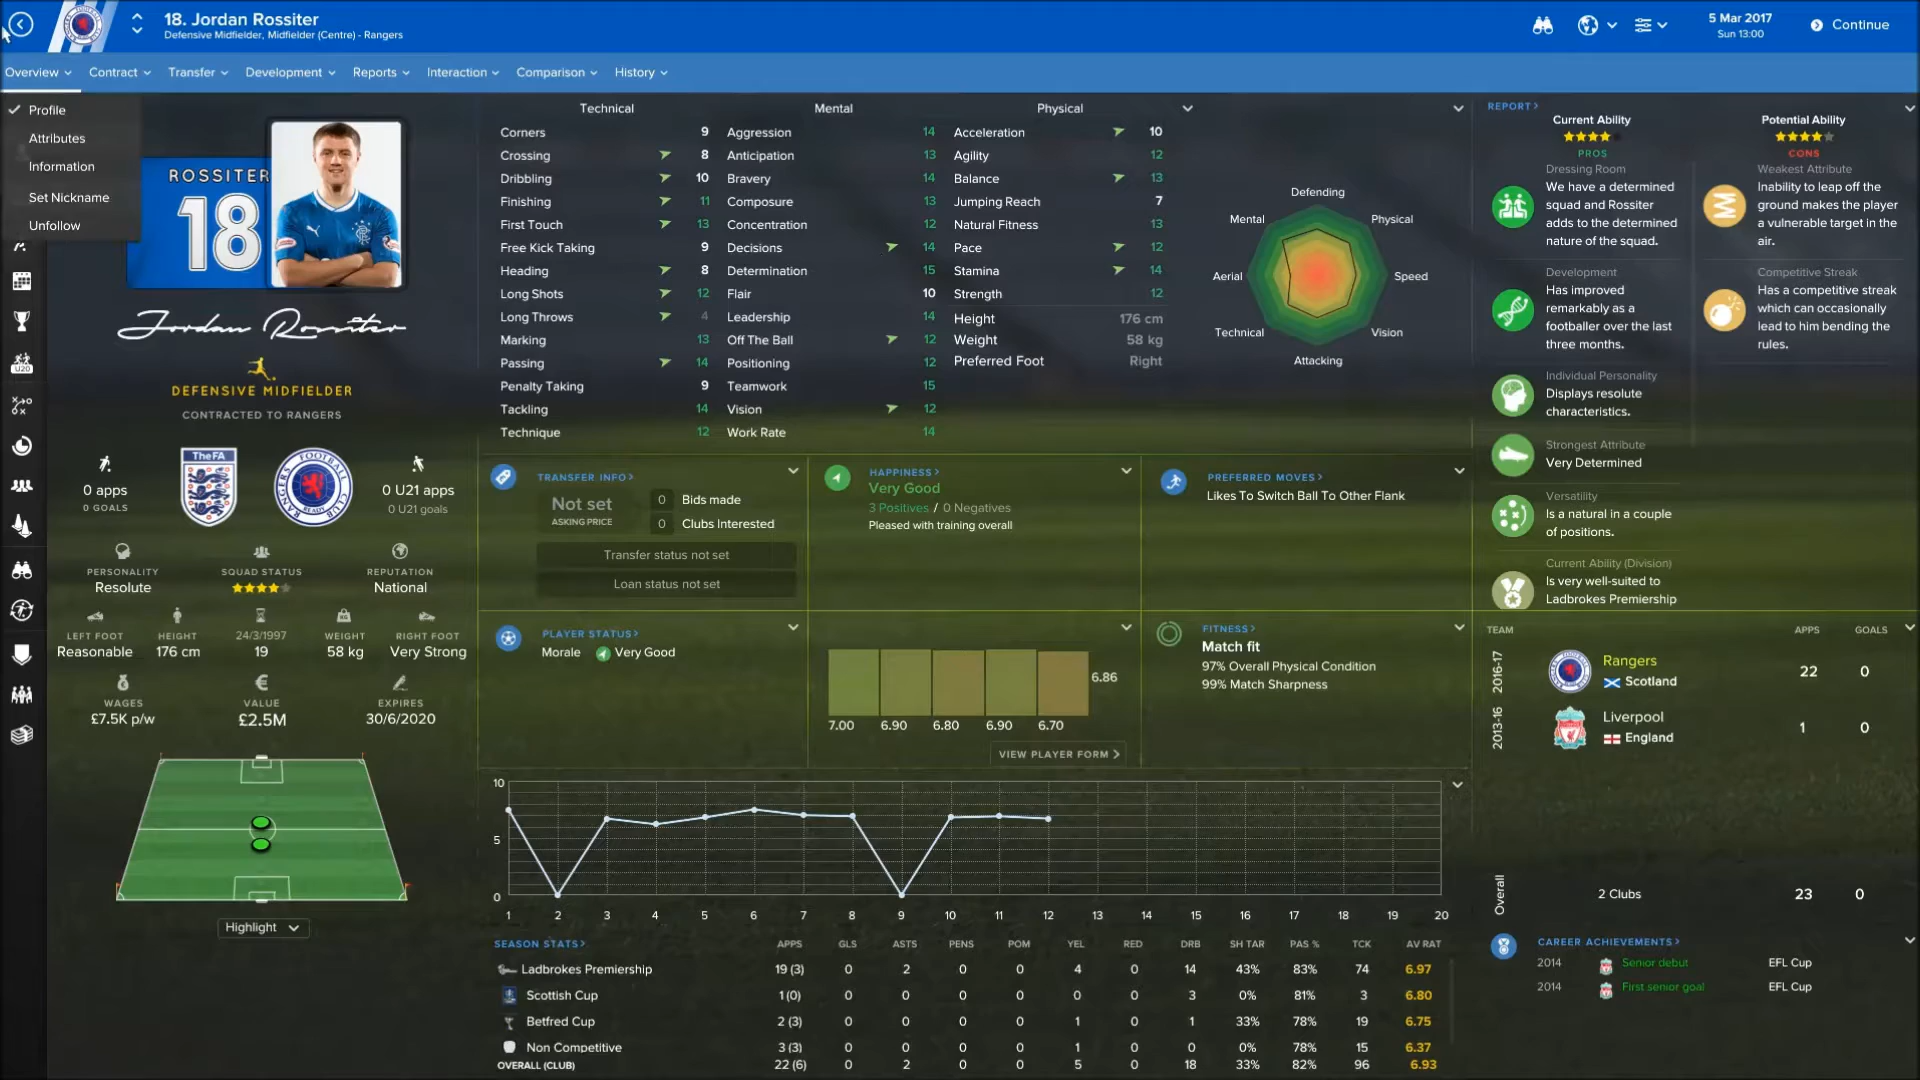 18. Jordan Rossiter
Defensive Midfielder, Midfielder (Centre) - Rangers
5 Mar 2017
Sun 13:00
Continue
Overview
Contract
Transfer
Development
Reports
Interaction
Comparison
History
Profile
Attributes
Information
Set Nickname
Unfollow
ROSSITER
18
Jordan Rossiter
DEFENSIVE MIDFIELDER
CONTRACTED TO RANGERS
0 apps
0 GOALS
TheFA
RANGERS FOOTBALL CLUB
READY
0 U21 apps
0 U21 goals
PERSONALITY
Resolute
SQUAD STATUS
REPUTATION
National
LEFT FOOT
Reasonable
HEIGHT
176 cm
24/3/1997
19
WEIGHT
58 kg
RIGHT FOOT
Very Strong
WAGES
£7.5K p/w
VALUE
£2.5M
EXPIRES
30/6/2020
Highlight
U20
Technical
Corners 9
Crossing 8
Dribbling 10
Finishing 11
First Touch 13
Free Kick Taking 9
Heading 8
Long Shots 12
Long Throws 4
Marking 13
Passing 14
Penalty Taking 9
Tackling 14
Technique 12
Mental
Aggression 14
Anticipation 13
Bravery 14
Composure 13
Concentration 12
Decisions 14
Determination 15
Flair 10
Leadership 14
Off The Ball 12
Positioning 12
Teamwork 15
Vision 12
Work Rate 14
Physical
Acceleration 10
Agility 12
Balance 13
Jumping Reach 7
Natural Fitness 13
Pace 12
Stamina 14
Strength 12
Height 176 cm
Weight 58 kg
Preferred Foot Right
Defending
Physical
Speed
Vision
Attacking
Technical
Aerial
Mental
REPORT >
Current Ability
PROS
Dressing Room
We have a determined
squad and Rossiter
adds to the determined
nature of the squad.
Development
Has improved
remarkably as a
footballer over the last
three months.
Individual Personality
Displays resolute
characteristics.
Strongest Attribute
Very Determined
Versatility
Is a natural in a couple
of positions.
Current Ability (Division)
Is very well-suited to
Ladbrokes Premiership
Potential Ability
CONS
Weakest Attribute
Inability to leap off the
ground makes the player
a vulnerable target in the
air.
Competitive Streak
Has a competitive streak
which can occasionally
lead to him bending the
rules.
TRANSFER INFO >
Not set
ASKING PRICE
0 Bids made
0 Clubs Interested
Transfer status not set
Loan status not set
HAPPINESS >
Very Good
3 Positives / 0 Negatives
Pleased with training overall
PREFERRED MOVES >
Likes To Switch Ball To Other Flank
PLAYER STATUS >
Morale Very Good
6.86
7.00 6.90 6.80 6.90 6.70
VIEW PLAYER FORM >
FITNESS >
Match fit
97% Overall Physical Condition
99% Match Sharpness
TEAM APPS GOALS
2016-17
Rangers 22 0
Scotland
2013-16
Liverpool 1 0
England
Overall
2 Clubs 23 0
10
5
0
1 2 3 4 5 6 7 8 9 10 11 12 13 14 15 16 17 18 19 20
SEASON STATS > APPS GLS ASTS PENS POM YEL RED DRB SH TAR PAS % TCK AV RAT
Ladbrokes Premiership 19 (3) 0 2 0 0 4 0 14 43% 83% 74 6.97
Scottish Cup 1 (0) 0 0 0 0 0 0 3 0% 81% 3 6.80
Betfred Cup 2 (3) 0 0 0 0 1 0 1 33% 78% 19 6.75
Non Competitive 3 (3) 0 0 0 0 1 0 0 0% 78% 15 6.37
OVERALL (CLUB) 22 (6) 0 2 0 0 5 0 18 33% 82% 96 6.93
CAREER ACHIEVEMENTS >
2014 Senior debut EFL Cup
2014 First senior goal EFL Cup